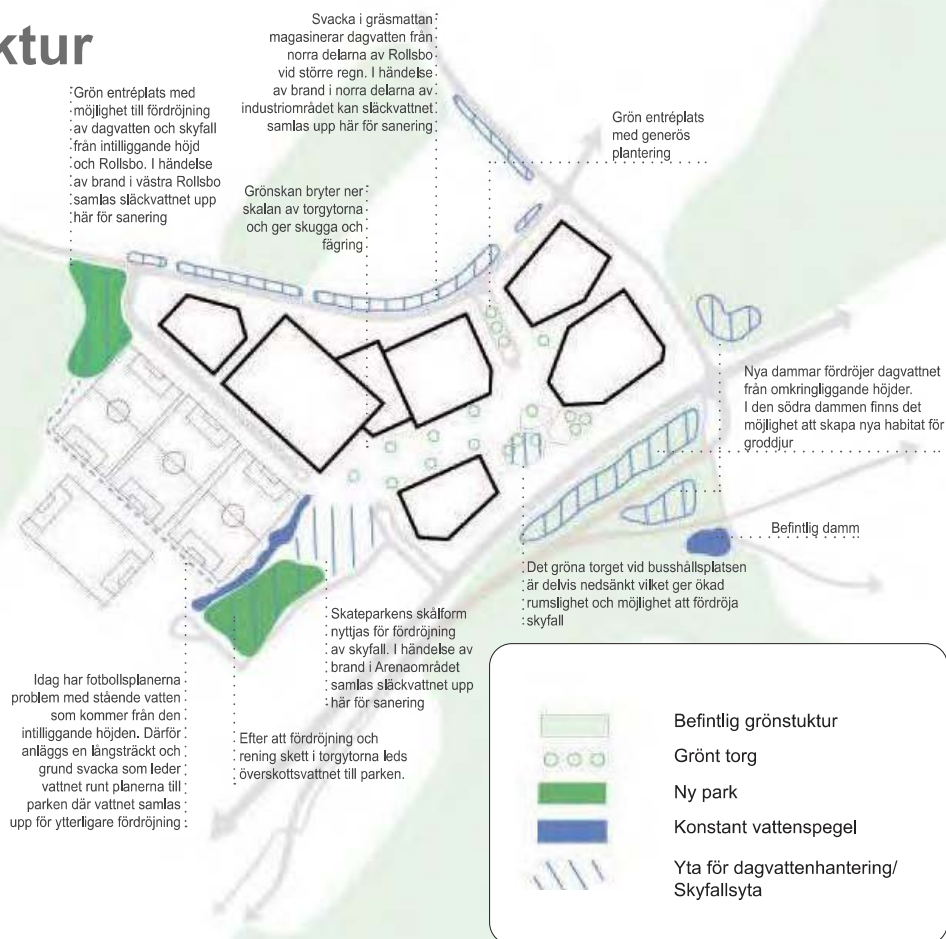 ktur
Svacka i gräsmattan
magasinerar dagvatten från
norra delarna av Rollsbo
vid större regn. I händelse
av brand i norra delarna av
industriområdet kan släckvattnet
samlas upp här för sanering
Grön entréplats med
möjlighet till fördröjning
av dagvatten och skyfall
från intilliggande höjd
och Rollsbo. I händelse
av brand i västra Rollsbo
samlas släckvattnet upp
här för sanering
Grön entréplats
med generös
plantering
Grönskan bryter ner
skalan av torgytorna
och ger skugga och
fägring
Nya dammar fördröjer dagvattnet
från omkringliggande höjder.
I den södra dammen finns det
möjlighet att skapa nya habitat för
groddjur
Befintlig damm
Det gröna torget vid busshållsplatsen
är delvis nedsänkt vilket ger ökad
rumslighet och möjlighet att fördröja
skyfall
Skateparkens skålform
nyttjas för fördröjning
av skyfall. I händelse av
brand i Arenaområdet
samlas släckvattnet upp
här för sanering
Idag har fotbollsplanerna
problem med stående vatten
som kommer från den
intilliggande höjden. Därför
anläggs en långsträckt och
grund svacka som leder
vattnet runt planerna till
parken där vattnet samlas
upp för ytterligare fördröjning
Efter att fördröjning och
rening skett i torgytorna leds
överskottsvattnet till parken.
Befintlig grönstuktur
Grönt torg
Ny park
Konstant vattenspegel
Yta för dagvattenhantering/
Skyfallsyta